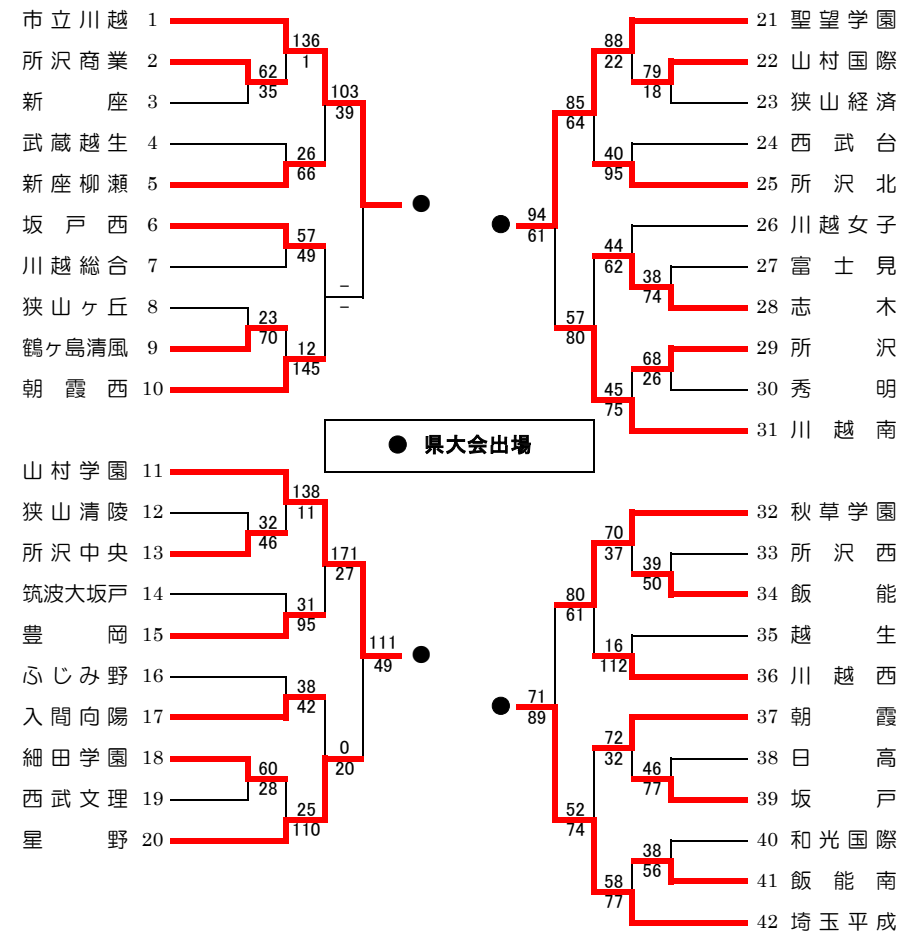 市立川越 1
所沢商業 2
新座 3
武蔵越生 4
新座柳瀬 5
坂戸西 6
川越総合 7
狭山ヶ丘 8
鶴ヶ島清風 9
朝霞西 10
136
1
62
35
103
39
26
66
57
49
–
–
23
70
12
145
21 聖望学園
22 山村国際
23 狭山経済
24 西武台
25 所沢北
26 川越女子
27 富士見
28 志木
29 所沢
30 秀明
31 川越南
88
22
79
18
85
64
40
95
94
61
44
62
38
74
57
80
68
26
45
75
● 県大会出場
山村学園 11
狭山清陵 12
所沢中央 13
筑波大坂戸 14
豊岡 15
ふじみ野 16
入間向陽 17
細田学園 18
西武文理 19
星野 20
138
11
32
46
171
27
31
95
111
49
38
42
0
20
60
28
25
110
32 秋草学園
33 所沢西
34 飯能
35 越生
36 川越西
37 朝霞
38 日高
39 坂戸
40 和光国際
41 飯能南
42 埼玉平成
70
37
39
50
80
61
16
112
71
89
72
32
46
77
52
74
38
56
58
77